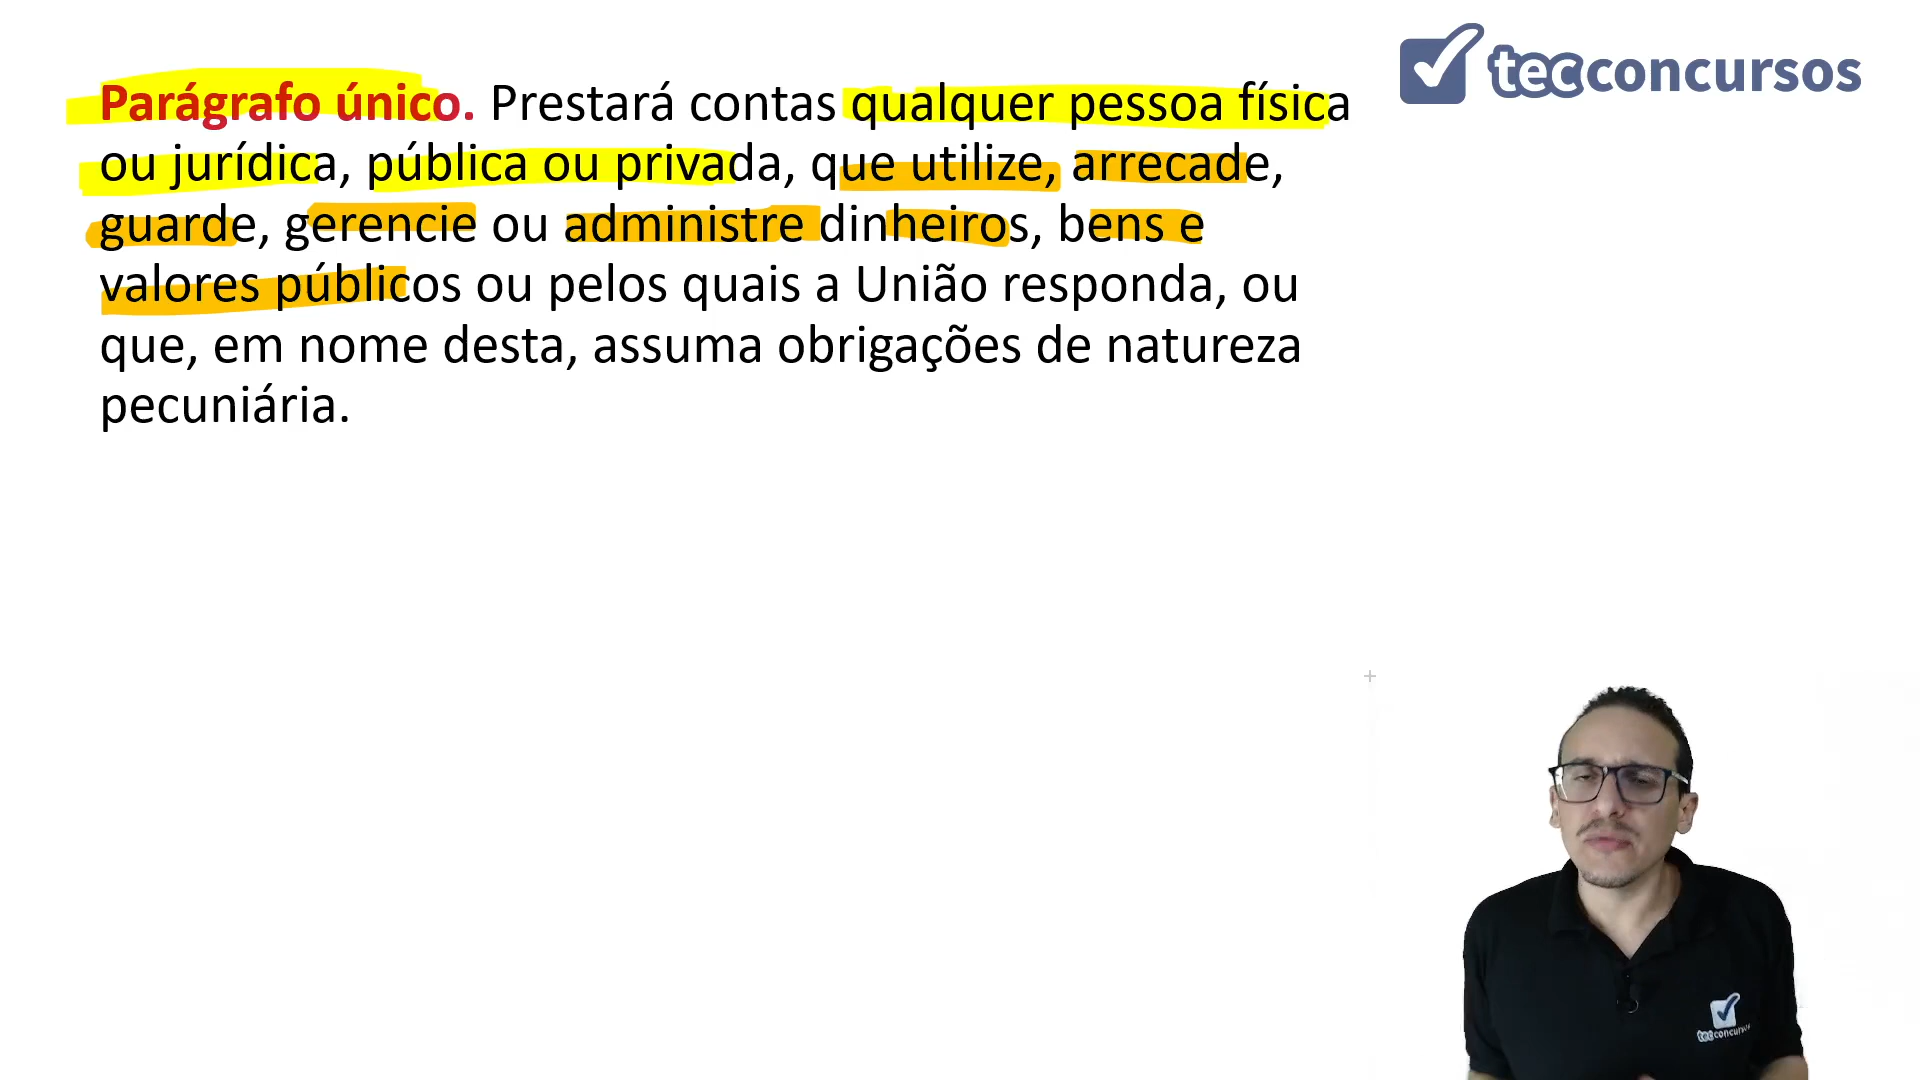 Parágrafo único. Prestará contas qualquer pessoa física
ou jurídica, pública ou privada, que utilize, arrecade,
guarde, gerencie ou administre dinheiros, bens e
valores públicos ou pelos quais a União responda, ou
que, em nome desta, assuma obrigações de natureza
pecuniária.
tecconcursos
tecconcursos